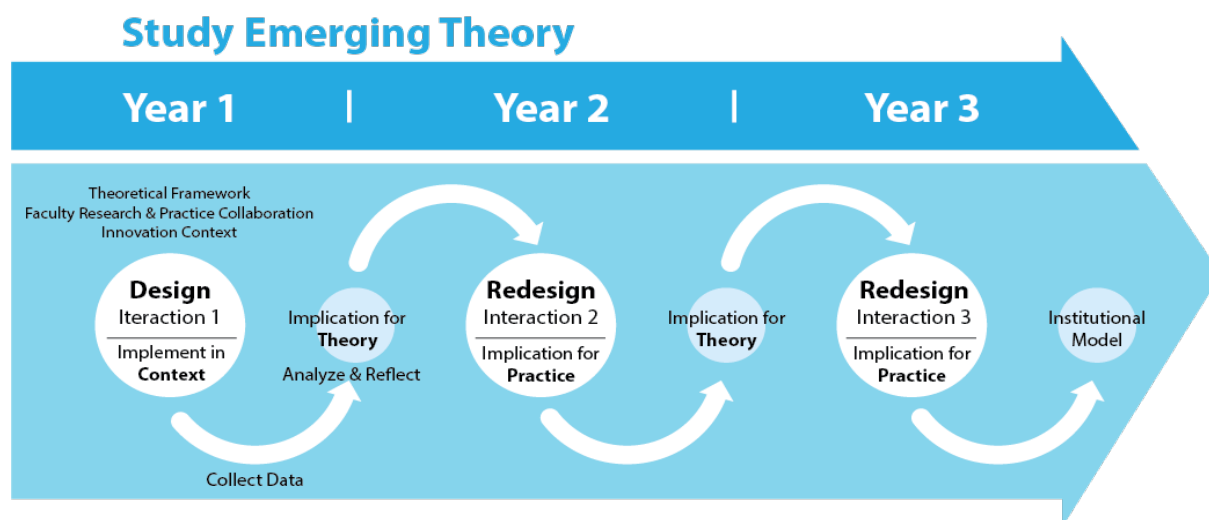 Study Emerging Theory
Year 1 | Year 2 | Year 3
Theoretical Framework
Faculty Research & Practice Collaboration
Innovation Context
Design
Iteraction 1
Implement in
Context
Collect Data
Implication for
Theory
Analyze & Reflect
Redesign
Interaction 2
Implication for
Practice
Implication for
Theory
Redesign
Interaction 3
Implication for
Practice
Institutional
Model